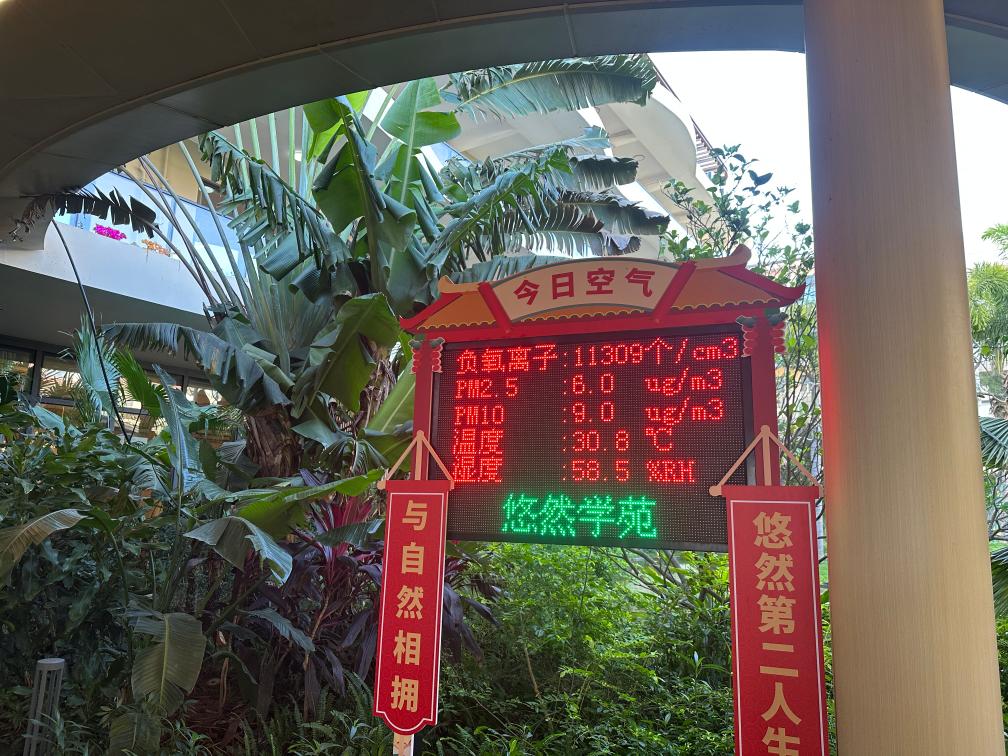 今日空气
负氧离子:11309个/cm3
PM2.5 :6.0 ug/m3
PM10 :9.0 ug/m3
温度 :30.8 ℃
湿度 :58.5 %RH
悠然学苑
与自然相拥
悠然第二人生